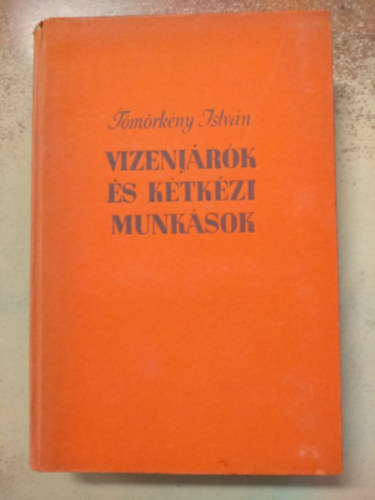 Tömörkény István
VIZENJÁRÓK
ÉS KÉTKÉZI
MUNKÁSOK